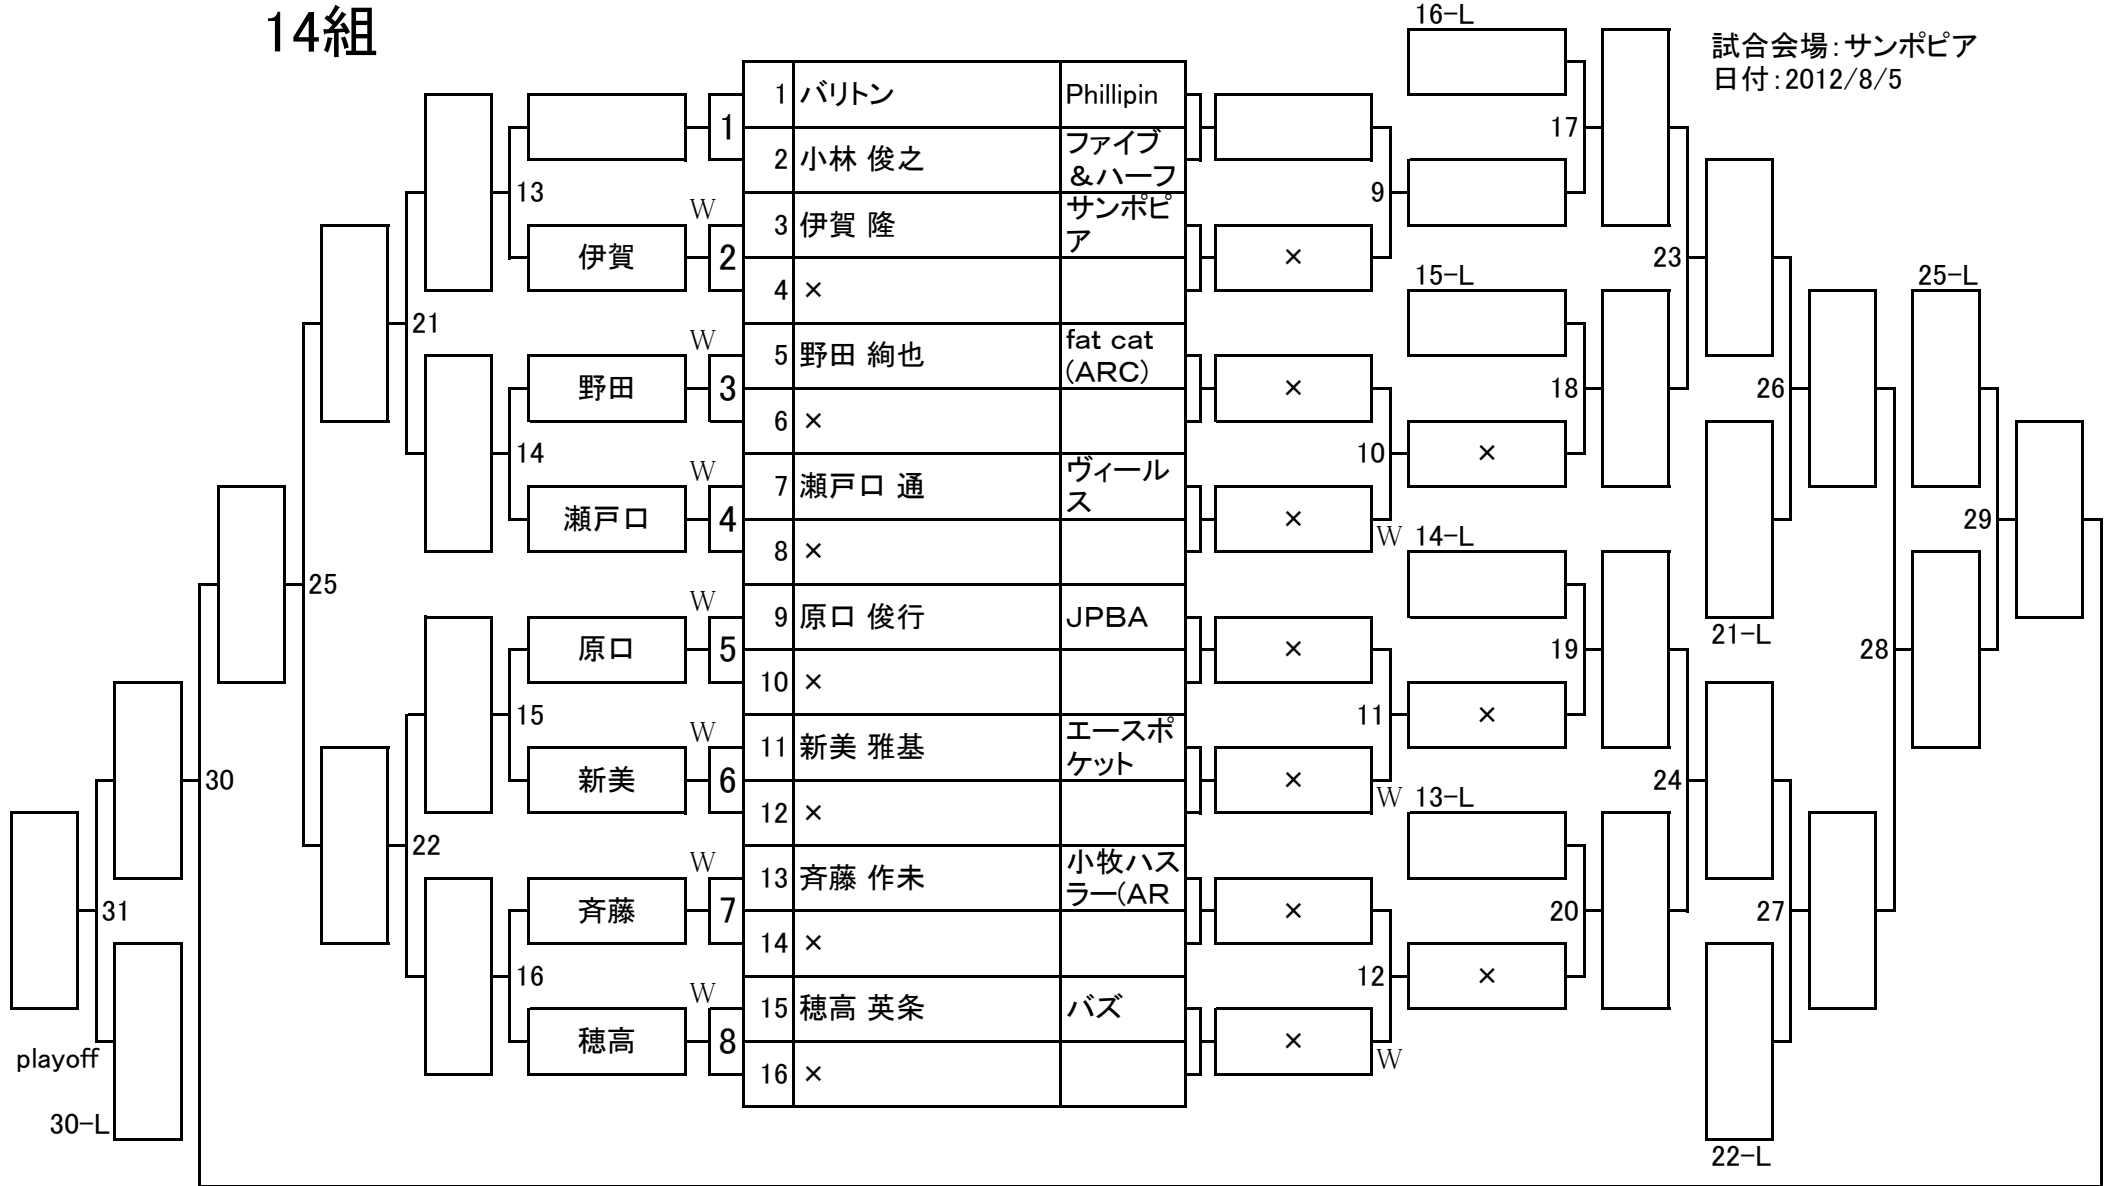 14組
試合会場：サンポピア
日付：2012/8/5
1 バリトン Phillipin
2 小林 俊之 ファイブ
＆ハーフ
3 伊賀 隆 サンポピ
ア
4 ×
5 野田 絢也 fat cat
(ARC)
6 ×
7 瀬戸口 通 ヴィール
ス
8 ×
9 原口 俊行 JPBA
10 ×
11 新美 雅基 エースポ
ケット
12 ×
13 斉藤 作未 小牧ハス
ラー(AR
14 ×
15 穂高 英条 バズ
16 ×
1
W
伊賀 2
W
野田 3
W
瀬戸口 4
W
原口 5
W
新美 6
W
斉藤 7
W
穂高 8
13
14
15
16
21
22
25
30
31
playoff
30-L
×
×
×
×
W
×
×
W
×
×
W
9
10
11
12
16-L
15-L
×
14-L
×
13-L
×
17
18
19
20
23
24
21-L
22-L
26
27
28
25-L
29